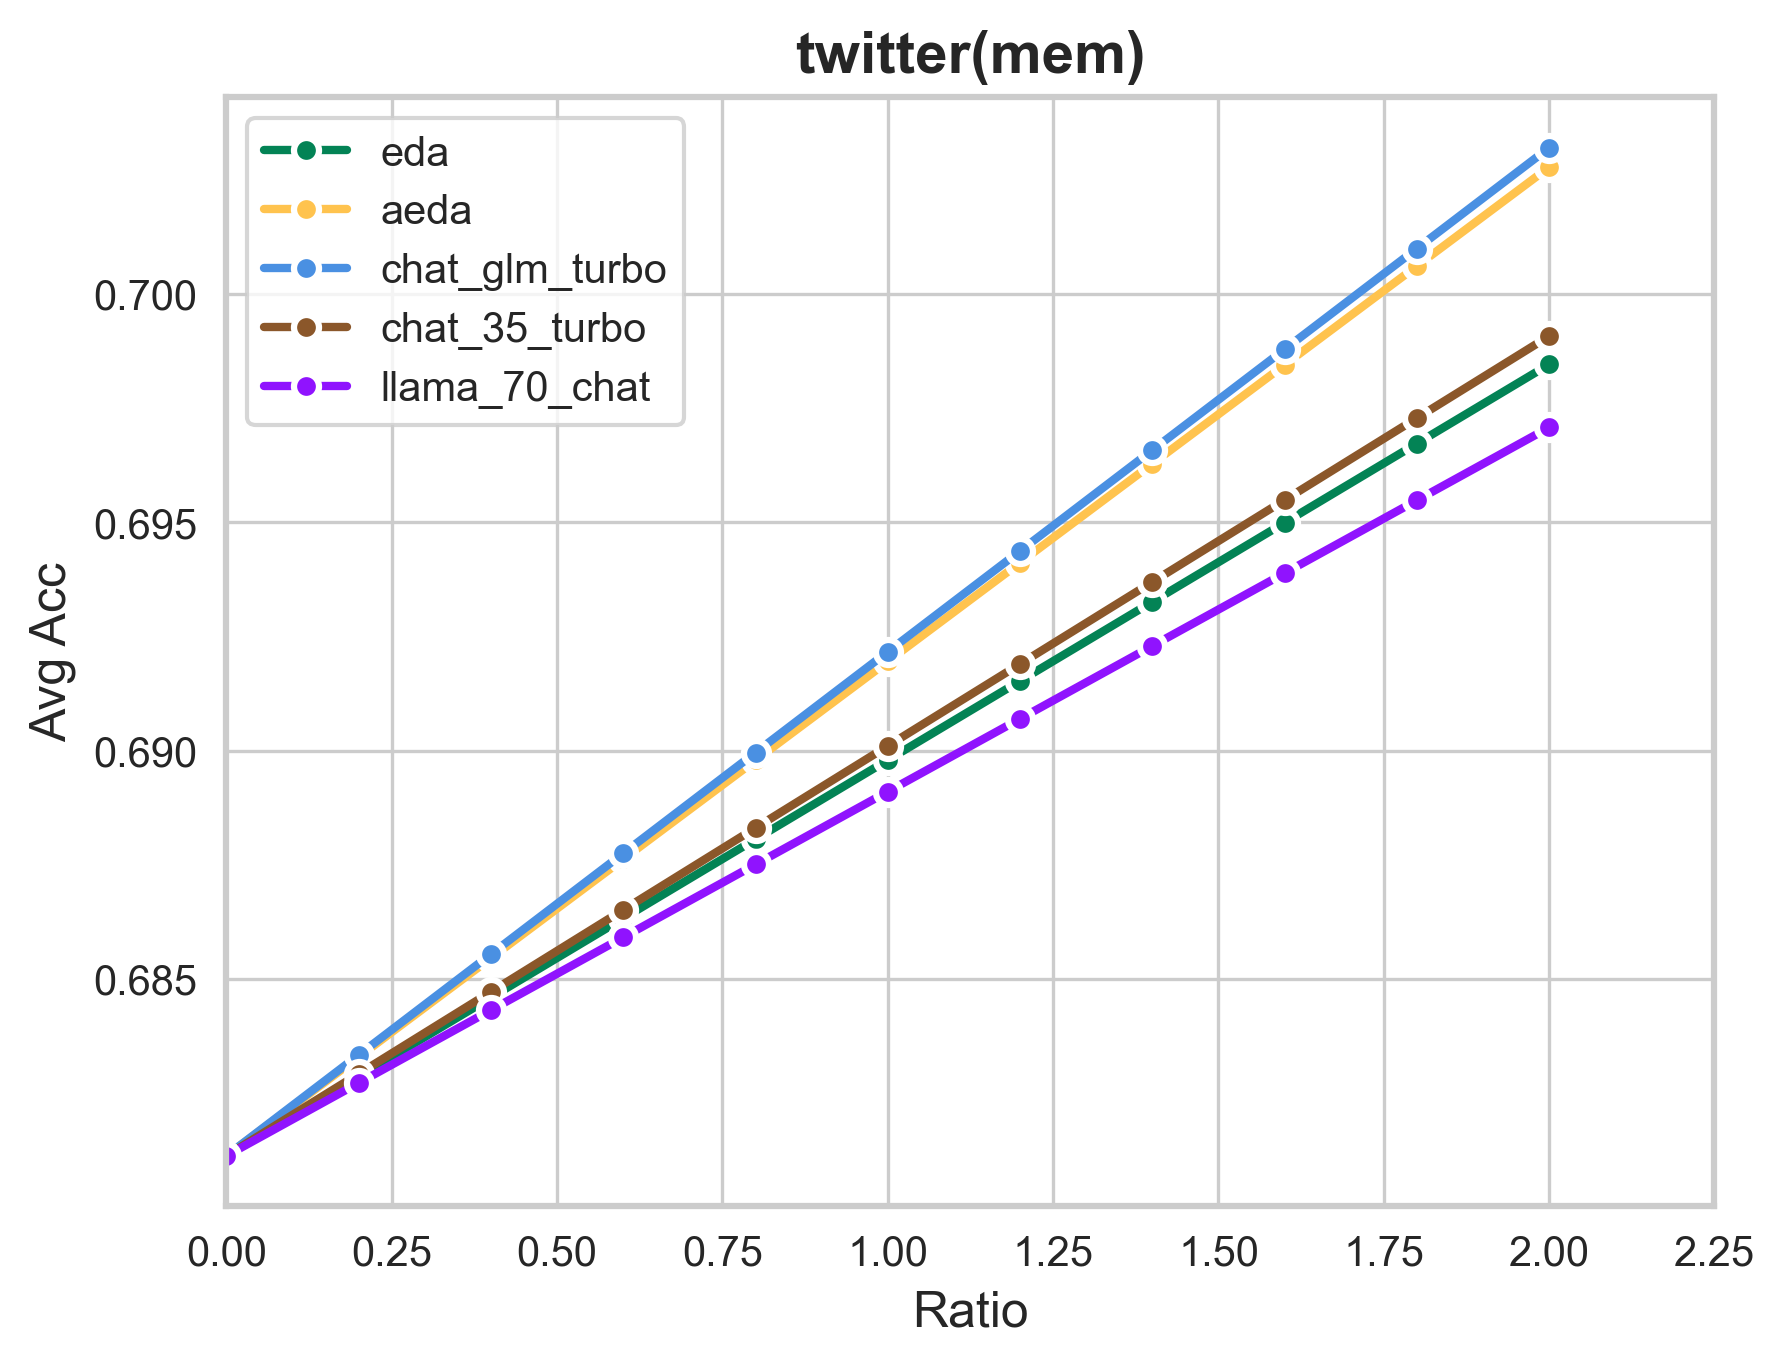 twitter(mem)
eda
aeda
chat_glm_turbo
chat_35_turbo
llama_70_chat
0.700
0.695
0.690
0.685
Avg Acc
0.00 0.25 0.50 0.75 1.00 1.25 1.50 1.75 2.00 2.25
Ratio